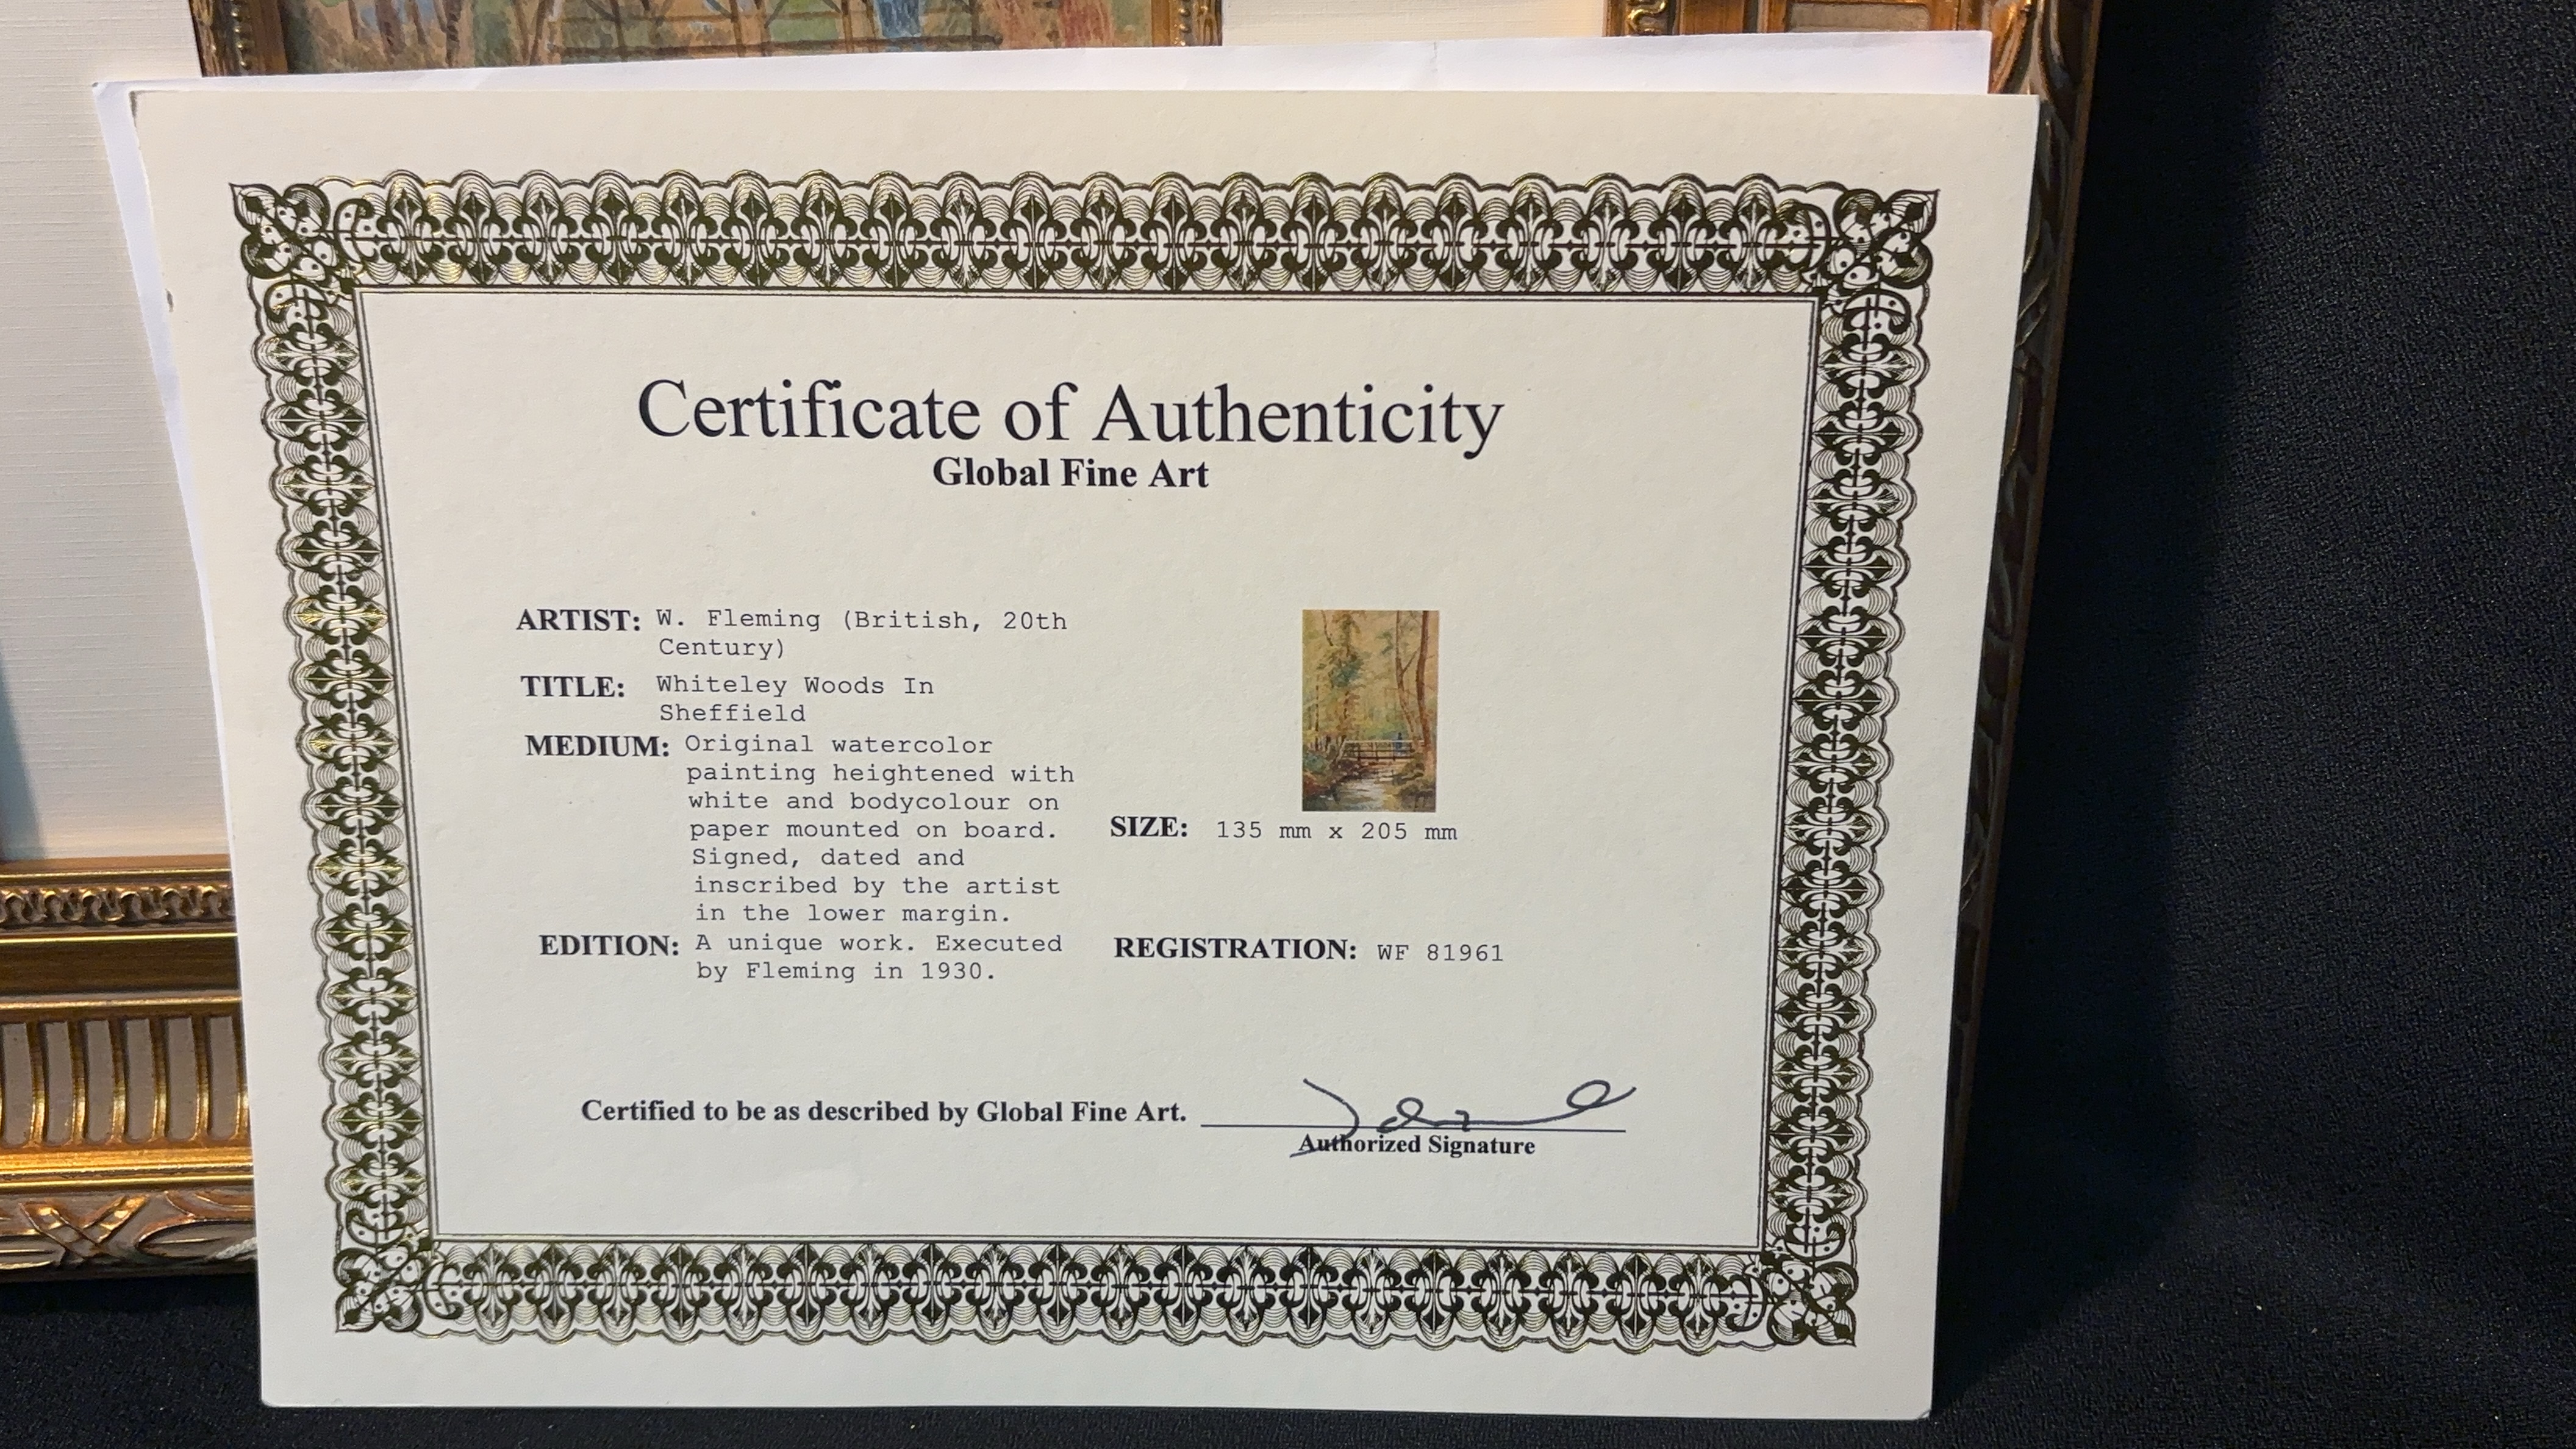 Certificate of Authenticity
Global Fine Art
ARTIST: W. Fleming (British, 20th
Century)
TITLE: Whiteley Woods In
Sheffield
MEDIUM: Original watercolor
painting heightened with
white and bodycolour on
paper mounted on board.
Signed, dated and
inscribed by the artist
in the lower margin.
EDITION: A unique work. Executed
by Fleming in 1930.
SIZE: 135 mm x 205 mm
REGISTRATION: WF 81961
Certified to be as described by Global Fine Art.
Authorized Signature